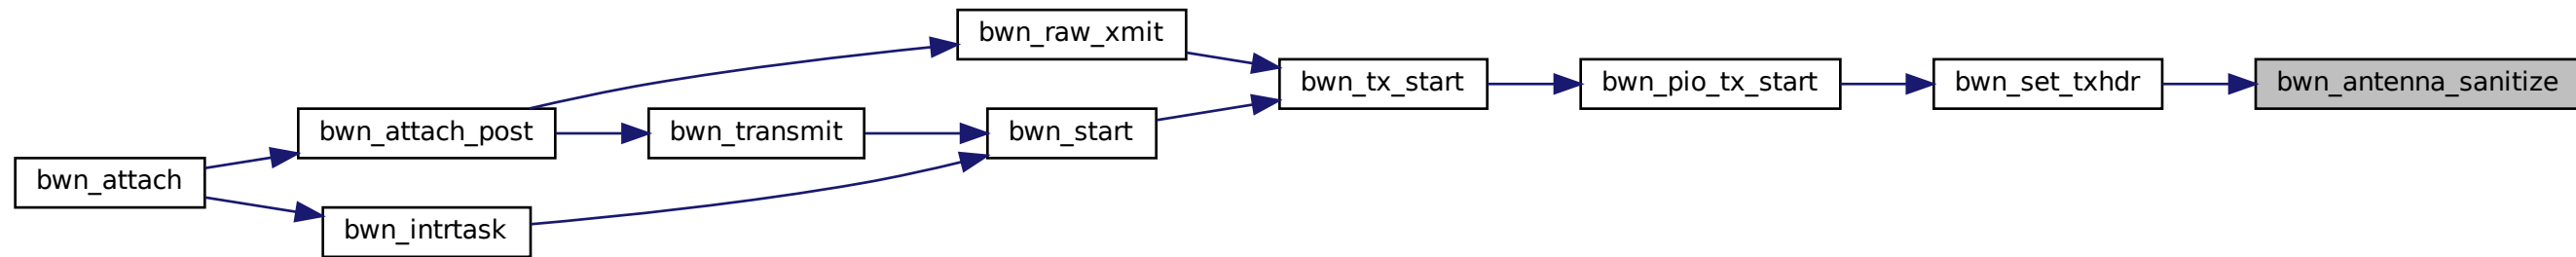 bwn_attach
bwn_attach_post
bwn_intrtask
bwn_transmit
bwn_raw_xmit
bwn_start
bwn_tx_start
bwn_pio_tx_start
bwn_set_txhdr
bwn_antenna_sanitize